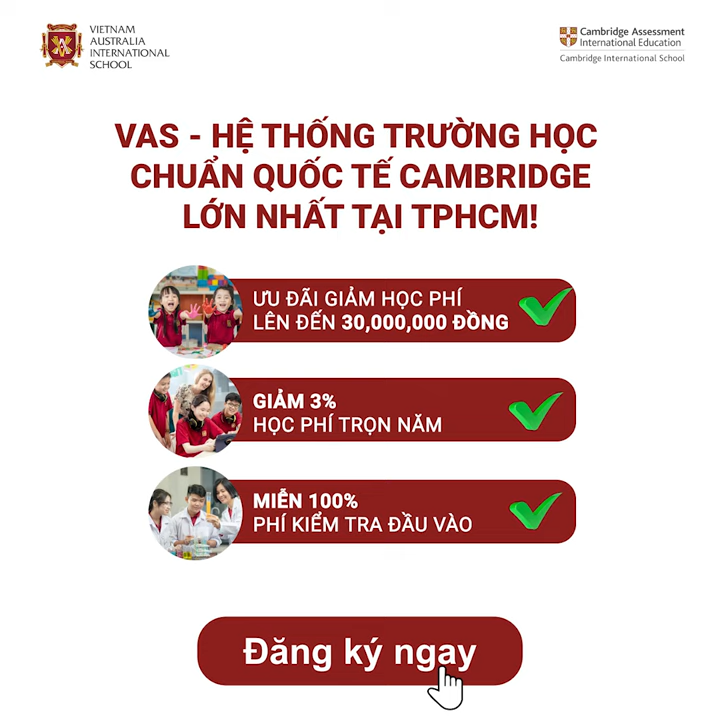 VIETNAM
AUSTRALIA
INTERNATIONAL
SCHOOL
Cambridge Assessment
International Education
Cambridge International School
VAS - HỆ THỐNG TRƯỜNG HỌC
CHUẨN QUỐC TẾ CAMBRIDGE
LỚN NHẤT TẠI TPHCM!
ƯU ĐÃI GIẢM HỌC PHÍ
LÊN ĐẾN 30,000,000 ĐỒNG
GIẢM 3%
HỌC PHÍ TRỌN NĂM
MIỄN 100%
PHÍ KIỂM TRA ĐẦU VÀO
Đăng ký ngay